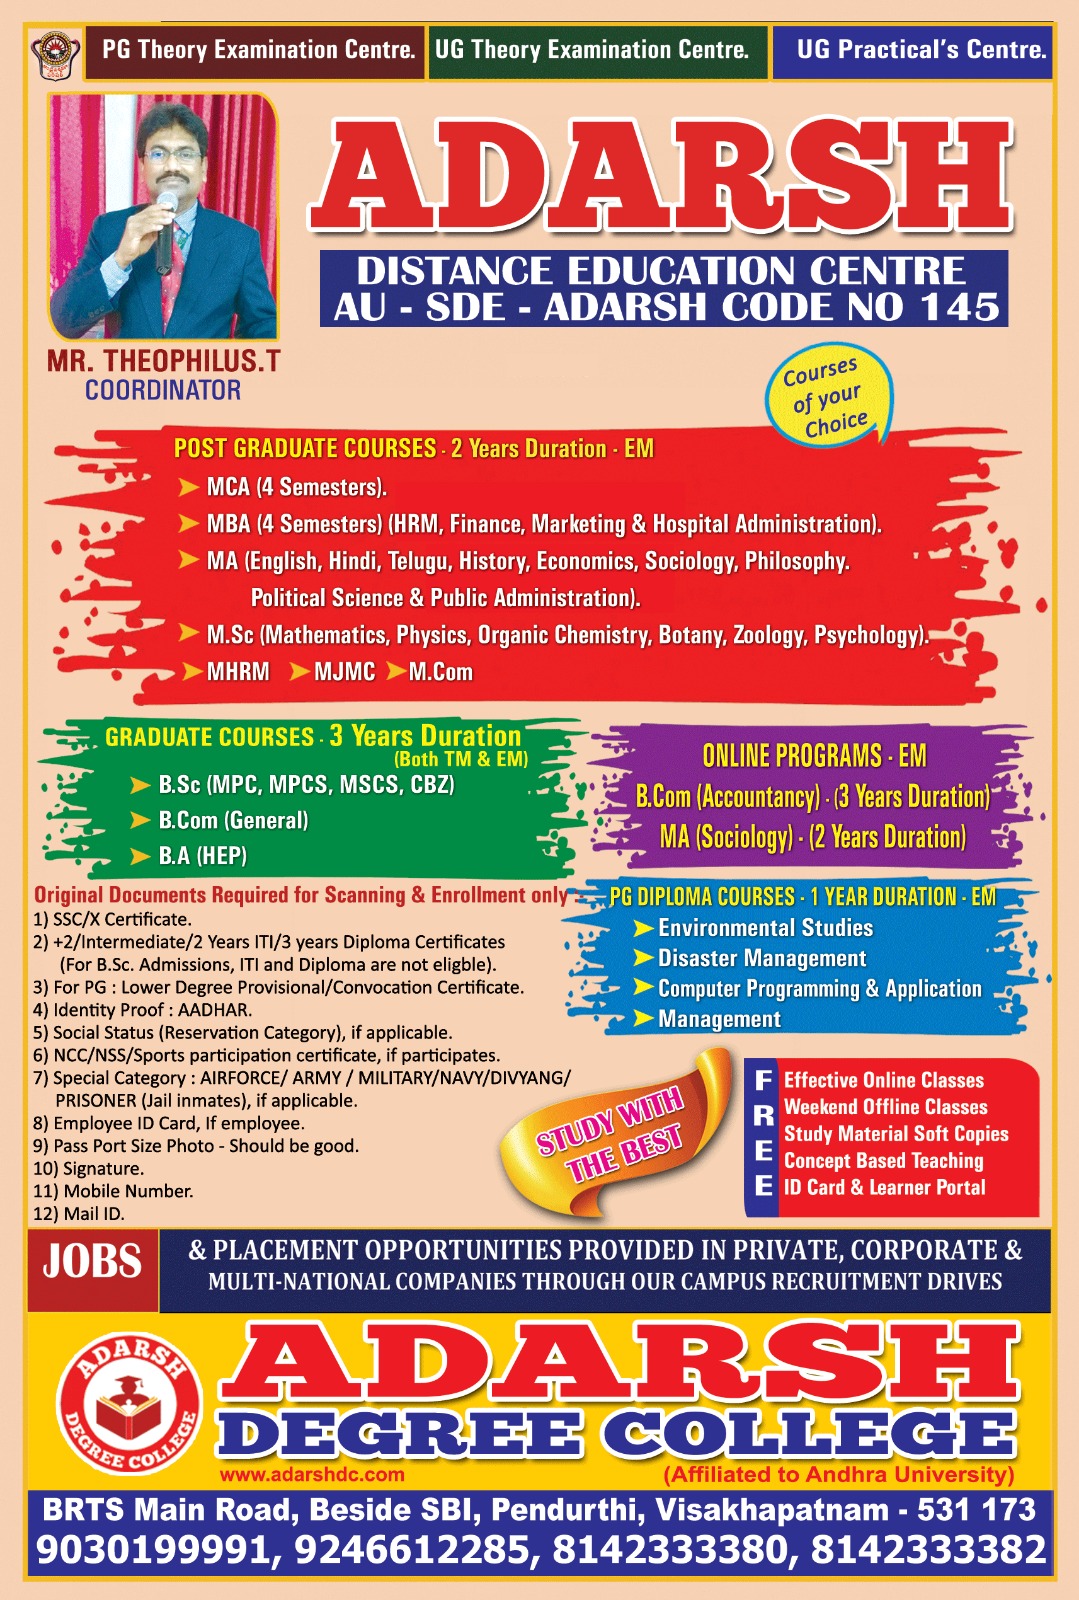 PG Theory Examination Centre.
UG Theory Examination Centre.
UG Practical's Centre.
ADARSH
DISTANCE EDUCATION CENTRE
AU - SDE - ADARSH CODE NO 145
MR. THEOPHILUS.T
COORDINATOR
Courses
of your
Choice
POST GRADUATE COURSES - 2 Years Duration - EM
➤ MCA (4 Semesters).
➤ MBA (4 Semesters) (HRM, Finance, Marketing & Hospital Administration).
➤ MA (English, Hindi, Telugu, History, Economics, Sociology, Philosophy.
Political Science & Public Administration).
➤ M.Sc (Mathematics, Physics, Organic Chemistry, Botany, Zoology, Psychology).
➤ MHRM ➤ MJMC ➤ M.Com
GRADUATE COURSES - 3 Years Duration
(Both TM & EM)
➤ B.Sc (MPC, MPCS, MSCS, CBZ)
➤ B.Com (General)
➤ B.A (HEP)
ONLINE PROGRAMS - EM
B.Com (Accountancy) - (3 Years Duration)
MA (Sociology) - (2 Years Duration)
Original Documents Required for Scanning & Enrollment only :-
1) SSC/X Certificate.
2) +2/Intermediate/2 Years ITI/3 years Diploma Certificates
(For B.Sc. Admissions, ITI and Diploma are not eligble).
3) For PG : Lower Degree Provisional/Convocation Certificate.
4) Identity Proof : AADHAR.
5) Social Status (Reservation Category), if applicable.
6) NCC/NSS/Sports participation certificate, if participates.
7) Special Category : AIRFORCE/ ARMY / MILITARY/NAVY/DIVYANG/
PRISONER (Jail inmates), if applicable.
8) Employee ID Card, If employee.
9) Pass Port Size Photo - Should be good.
10) Signature.
11) Mobile Number.
12) Mail ID.
PG DIPLOMA COURSES - 1 YEAR DURATION - EM
➤ Environmental Studies
➤ Disaster Management
➤ Computer Programming & Application
➤ Management
STUDY WITH
THE BEST
FREE
Effective Online Classes
Weekend Offline Classes
Study Material Soft Copies
Concept Based Teaching
ID Card & Learner Portal
JOBS
& PLACEMENT OPPORTUNITIES PROVIDED IN PRIVATE, CORPORATE &
MULTI-NATIONAL COMPANIES THROUGH OUR CAMPUS RECRUITMENT DRIVES
ADARSH
DEGREE COLLEGE
ADARSH
DEGREE COLLEGE
www.adarshdc.com
(Affiliated to Andhra University)
BRTS Main Road, Beside SBI, Pendurthi, Visakhapatnam - 531 173
9030199991, 9246612285, 8142333380, 8142333382